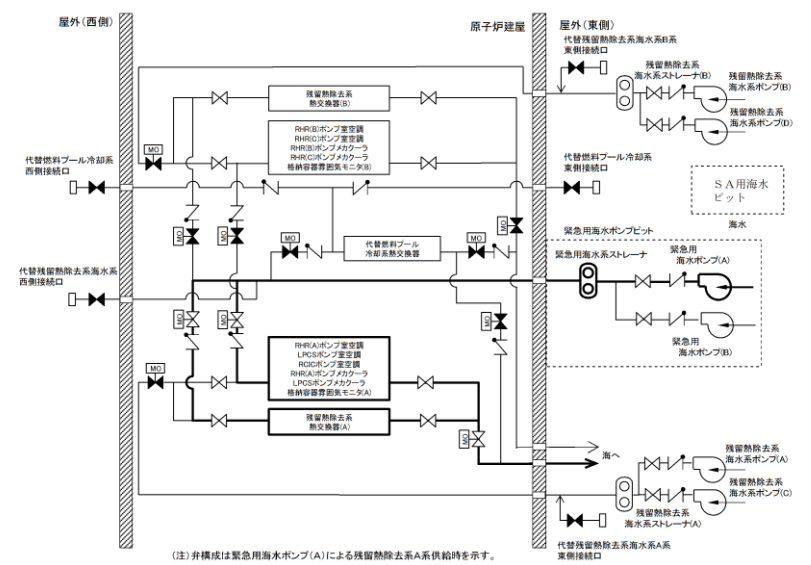 屋外（西側）
原子炉建屋
屋外（東側）
代替残留熱除去系海水系B系
東側接続口
残留熱除去系
海水系ストレーナ(B)
残留熱除去系
海水系ポンプ(B)
残留熱除去系
海水系ポンプ(D)
残留熱除去系
熱交換器(B)
RHR(B)ポンプ室空調
RHR(C)ポンプ室空調
RHR(B)ポンプメカクーラ
RHR(C)ポンプメカクーラ
格納容器雰囲気モニタ(B)
MO
代替燃料プール冷却系
西側接続口
代替燃料プール冷却系
東側接続口
ＳＡ用海水
ピット
海水
MO
MO
MO
MO
MO
代替燃料プール
冷却系熱交換器
緊急用海水ポンプピット
緊急用海水系ストレーナ
緊急用
海水ポンプ(A)
代替残留熱除去系海水系
西側接続口
MO
MO
MO
緊急用
海水ポンプ(B)
RHR(A)ポンプ室空調
LPCSポンプ室空調
RCICポンプ室空調
RHR(A)ポンプメカクーラ
LPCSポンプメカクーラ
格納容器雰囲気モニタ(A)
MO
残留熱除去系
熱交換器(A)
MO
海へ
残留熱除去系
海水系ポンプ(A)
残留熱除去系
海水系ポンプ(C)
残留熱除去系
海水系ストレーナ(A)
代替残留熱除去系海水系A系
東側接続口
（注）弁構成は緊急用海水ポンプ（A）による残留熱除去系A系供給時を示す。